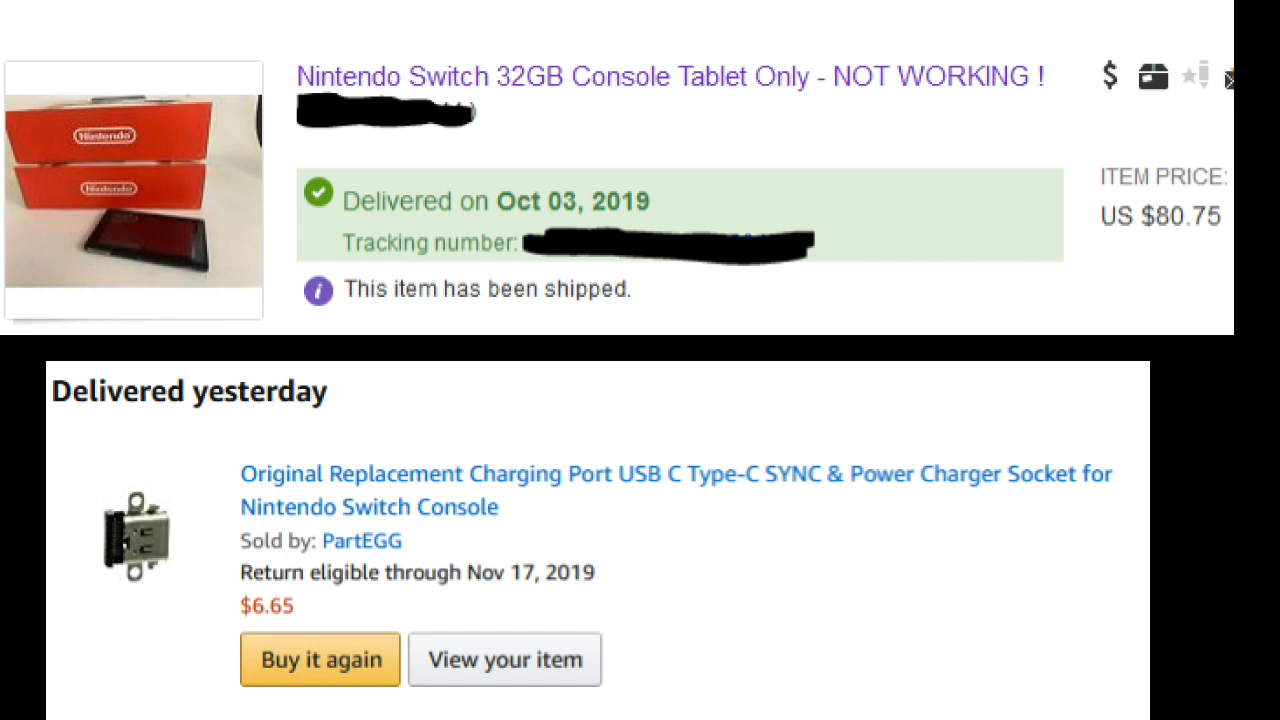 Nintendo Switch 32GB Console Tablet Only - NOT WORKING !
$
Nintendo
Nintendo
Delivered on Oct 03, 2019
Tracking number:
ITEM PRICE:
US $80.75
This item has been shipped.
Delivered yesterday
Original Replacement Charging Port USB C Type-C SYNC & Power Charger Socket for
Nintendo Switch Console
Sold by: PartEGG
Return eligible through Nov 17, 2019
$6.65
Buy it again
View your item